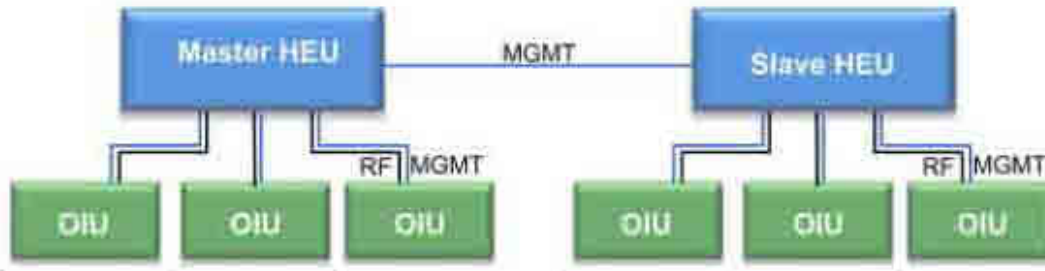 Master HEU
MGMT
Slave HEU
RF MGMT
RF MGMT
OIU OIU OIU OIU OIU OIU